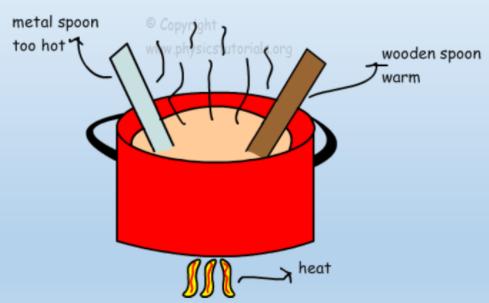 metal spoon
too hot
© Copyright
www.physicstutorials.org
wooden spoon
warm
heat